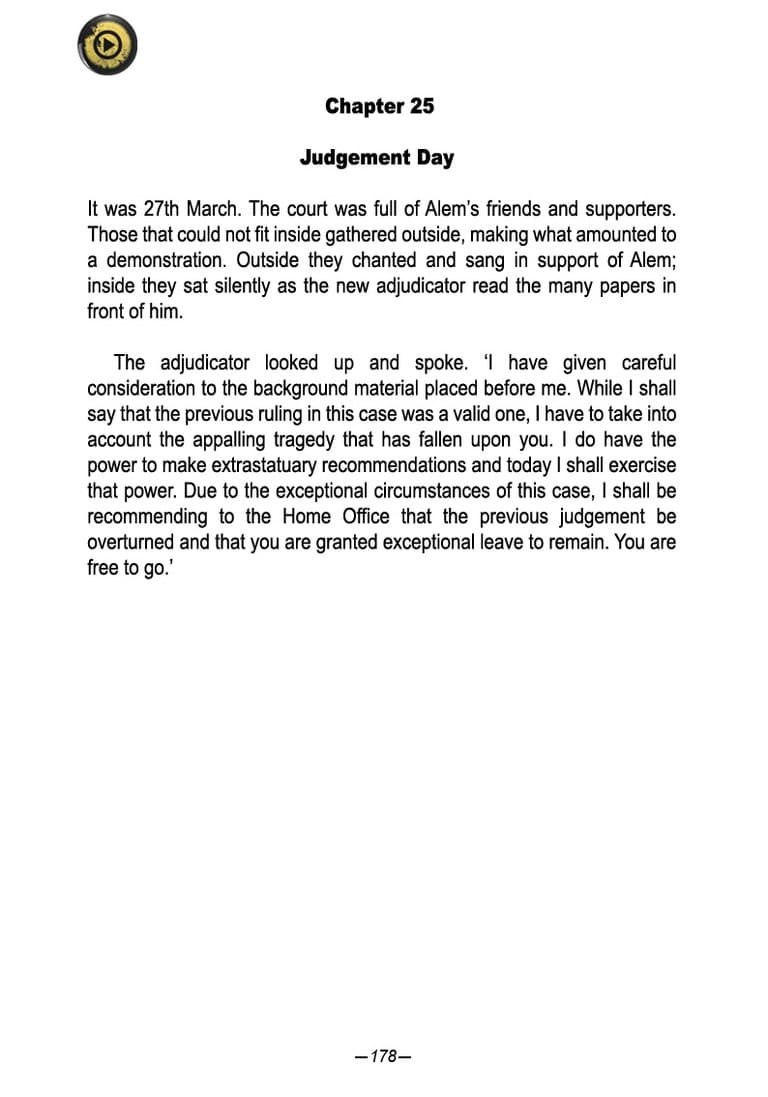 Chapter 25
Judgement Day
It was 27th March. The court was full of Alem’s friends and supporters.
Those that could not fit inside gathered outside, making what amounted to
a demonstration. Outside they chanted and sang in support of Alem;
inside they sat silently as the new adjudicator read the many papers in
front of him.
The adjudicator looked up and spoke. ‘I have given careful
consideration to the background material placed before me. While I shall
say that the previous ruling in this case was a valid one, I have to take into
account the appalling tragedy that has fallen upon you. I do have the
power to make extrastatuary recommendations and today I shall exercise
that power. Due to the exceptional circumstances of this case, I shall be
recommending to the Home Office that the previous judgement be
overturned and that you are granted exceptional leave to remain. You are
free to go.’
—178—